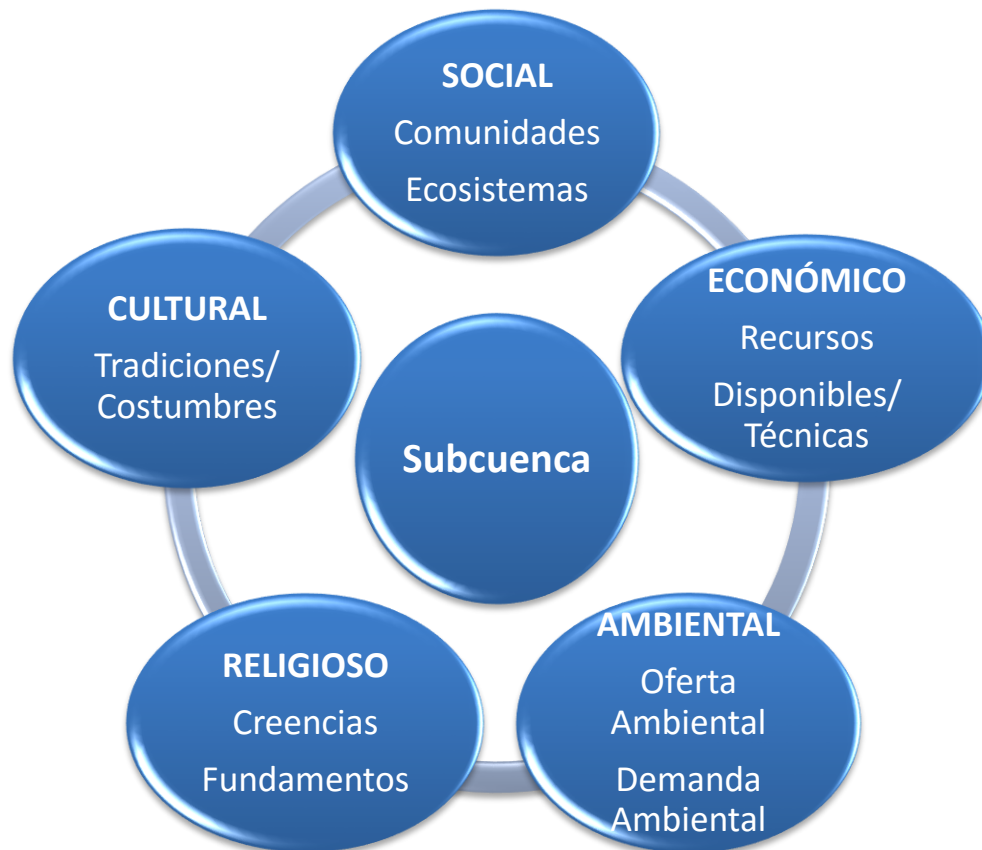 SOCIAL
Comunidades
Ecosistemas
ECONÓMICO
Recursos
Disponibles/
Técnicas
AMBIENTAL
Oferta
Ambiental
Demanda
Ambiental
RELIGIOSO
Creencias
Fundamentos
CULTURAL
Tradiciones/
Costumbres
Subcuenca